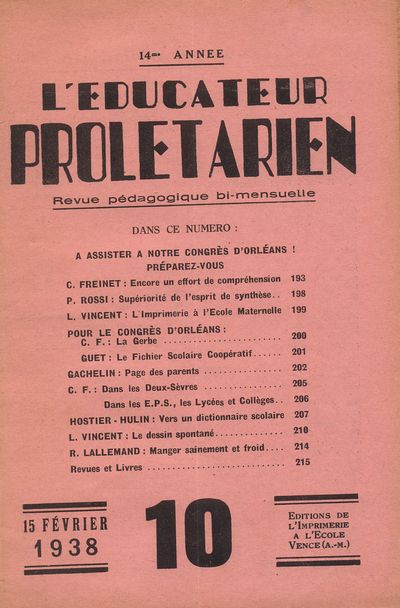 14me ANNEE
L'EDUCATEUR
PROLETARIEN
Revue pédagogique bi-mensuelle
DANS CE NUMERO :
A ASSISTER A NOTRE CONGRÈS D'ORLÉANS !
PRÉPAREZ-VOUS
C. FREINET : Encore un effort de compréhension 193
P. ROSSI : Supériorité de l'esprit de synthèse.. 198
L. VINCENT : L'Imprimerie à l'Ecole Maternelle 199
POUR LE CONGRÈS D'ORLÉANS :
C. F. : La Gerbe .................... 200
GUET : Le Fichier Scolaire Coopératif...... 201
GACHELIN : Page des parents ................ 202
C. F. : Dans les Deux-Sèvres ................ 205
Dans les E.P.S., les Lycées et Collèges.. 206
HOSTIER - HULIN : Vers un dictionnaire scolaire 207
L. VINCENT : Le dessin spontané.............. 210
R. LALLEMAND : Manger sainement et froid.... 214
Revues et Livres ........................... 215
15 FÉVRIER
1938
10
EDITIONS DE
L'IMPRIMERIE
A L'ECOLE
VENCE (A.-M.)